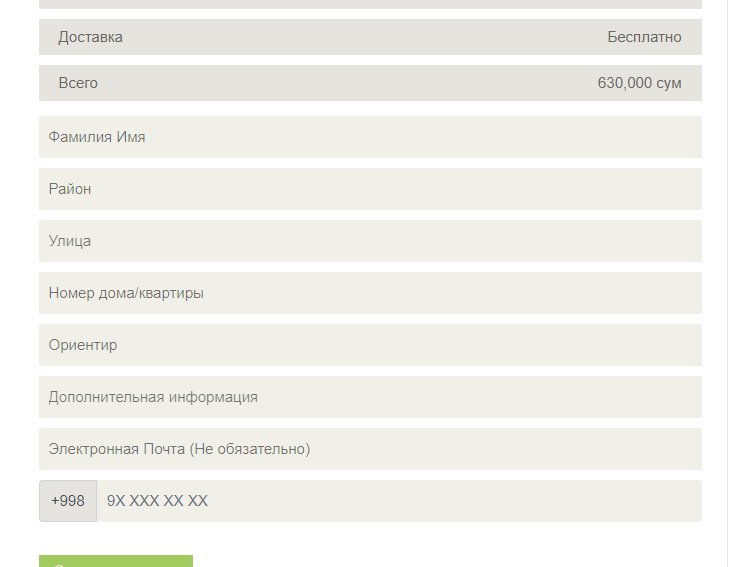 Доставка Бесплатно
Всего 630,000 сум
Фамилия Имя
Район
Улица
Номер дома/квартиры
Ориентир
Дополнительная информация
Электронная Почта (Не обязательно)
+998 9X XXX XX XX